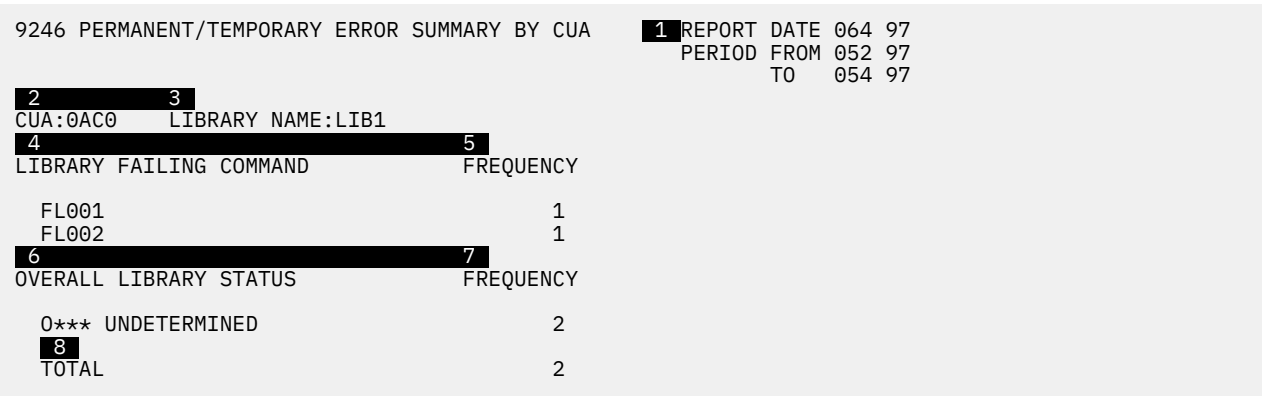 9246 PERMANENT/TEMPORARY ERROR SUMMARY BY CUA 1 REPORT DATE 064 97
PERIOD FROM 052 97
TO 054 97
2 3
CUA:0AC0 LIBRARY NAME:LIB1
4 5
LIBRARY FAILING COMMAND FREQUENCY
FL001 1
FL002 1
6 7
OVERALL LIBRARY STATUS FREQUENCY
O*** UNDETERMINED 2
8
TOTAL 2